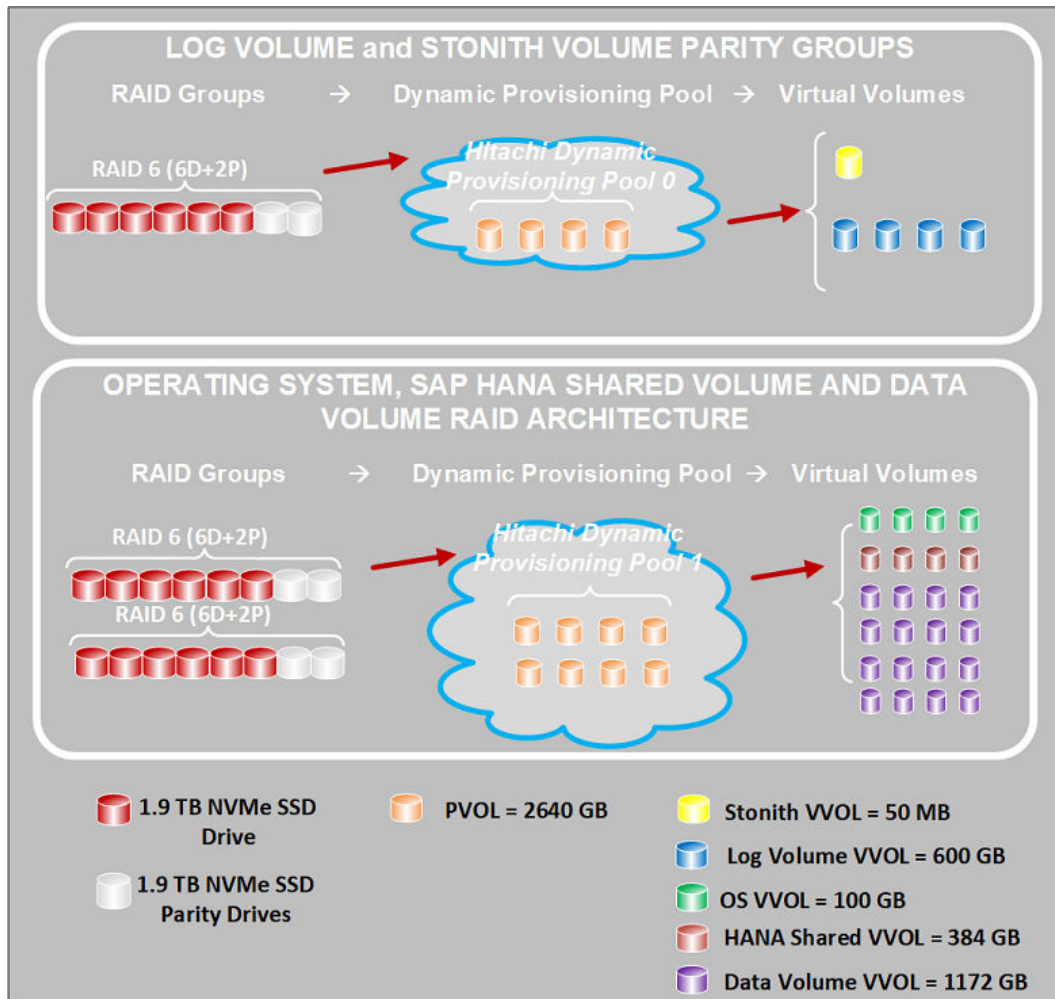 LOG VOLUME and STONITH VOLUME PARITY GROUPS
RAID Groups → Dynamic Provisioning Pool → Virtual Volumes
RAID 6 (6D+2P)
Hitachi Dynamic
Provisioning Pool 0
OPERATING SYSTEM, SAP HANA SHARED VOLUME AND DATA
VOLUME RAID ARCHITECTURE
RAID Groups → Dynamic Provisioning Pool → Virtual Volumes
RAID 6 (6D+2P)
RAID 6 (6D+2P)
Hitachi Dynamic
Provisioning Pool 1
1.9 TB NVMe SSD
Drive
1.9 TB NVMe SSD
Parity Drives
PVOL = 2640 GB
Stonith VVOL = 50 MB
Log Volume VVOL = 600 GB
OS VVOL = 100 GB
HANA Shared VVOL = 384 GB
Data Volume VVOL = 1172 GB